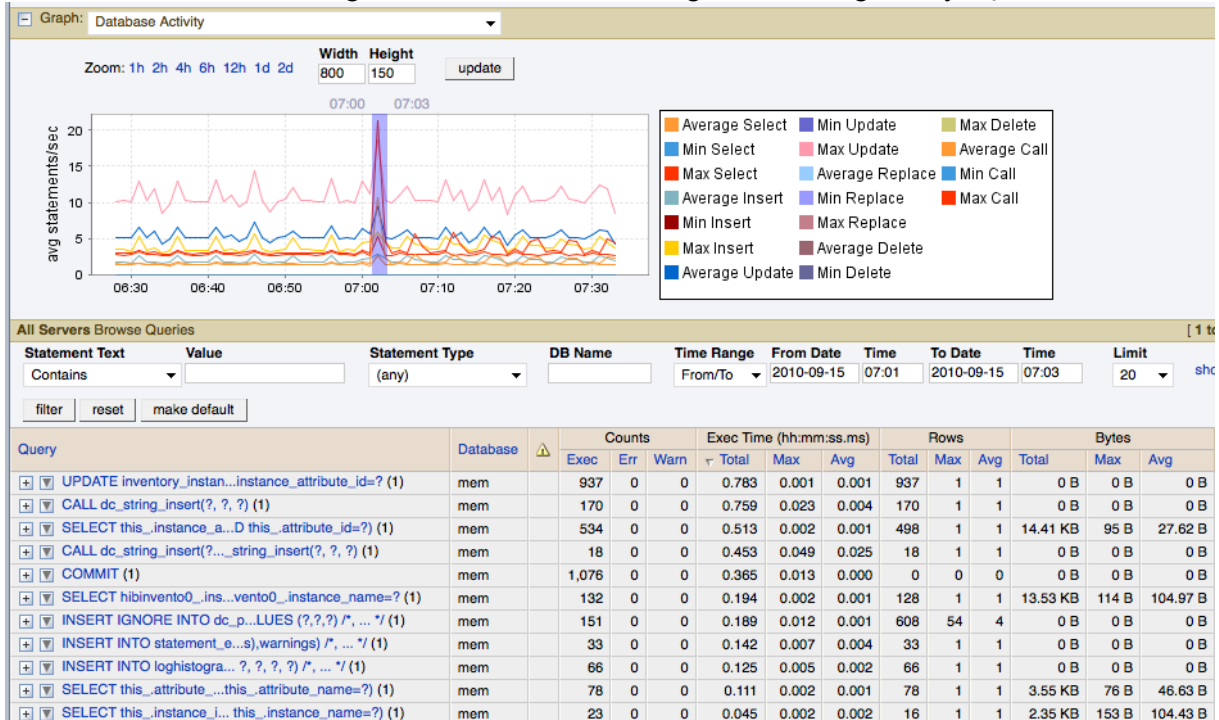 Graph: Database Activity
Zoom: 1h 2h 4h 6h 12h 1d 2d
Width Height
800 150 update
07:00 07:03
avg statements/sec
20
15
10
5
0
06:30 06:40 06:50 07:00 07:10 07:20 07:30
Average Select Min Update Max Delete
Min Select Max Update Average Call
Max Select Average Replace Min Call
Average Insert Min Replace Max Call
Min Insert Max Replace
Max Insert Average Delete
Average Update Min Delete
All Servers Browse Queries [ 1 to
Statement Text Value Statement Type DB Name Time Range From Date Time To Date Time Limit
Contains (any) From/To 2010-09-15 07:01 2010-09-15 07:03 20 sho
filter reset make default
Query Database Counts Exec Time (hh:mm:ss.ms) Rows Bytes
Exec Err Warn Total Max Avg Total Max Avg Total Max Avg
UPDATE inventory_instan...instance_attribute_id=? (1) mem 937 0 0 0.783 0.001 0.001 937 1 1 0 B 0 B 0 B
CALL dc_string_insert(?, ?, ?) (1) mem 170 0 0 0.759 0.023 0.004 170 1 1 0 B 0 B 0 B
SELECT this_.instance_a...D this_.attribute_id=?) (1) mem 534 0 0 0.513 0.002 0.001 498 1 1 14.41 KB 95 B 27.62 B
CALL dc_string_insert(?..._string_insert(?, ?, ?) (1) mem 18 0 0 0.453 0.049 0.025 18 1 1 0 B 0 B 0 B
COMMIT (1) mem 1,076 0 0 0.365 0.013 0.000 0 0 0 0 B 0 B 0 B
SELECT hibinvento0_.ins...vento0_.instance_name=? (1) mem 132 0 0 0.194 0.002 0.001 128 1 1 13.53 KB 114 B 104.97 B
INSERT IGNORE INTO dc_p...LUES (?,?,?) /*, ... */ (1) mem 151 0 0 0.189 0.012 0.001 608 54 4 0 B 0 B 0 B
INSERT INTO statement_e...s),warnings) /*, ... */ (1) mem 33 0 0 0.142 0.007 0.004 33 1 1 0 B 0 B 0 B
INSERT INTO loghistogra... ?, ?, ?, ?) /*, ... */ (1) mem 66 0 0 0.125 0.005 0.002 66 1 1 0 B 0 B 0 B
SELECT this_.attribute_...this_.attribute_name=?) (1) mem 78 0 0 0.111 0.002 0.001 78 1 1 3.55 KB 76 B 46.63 B
SELECT this_.instance_i... this_.instance_name=?) (1) mem 23 0 0 0.045 0.002 0.002 16 1 1 2.35 KB 153 B 104.43 B